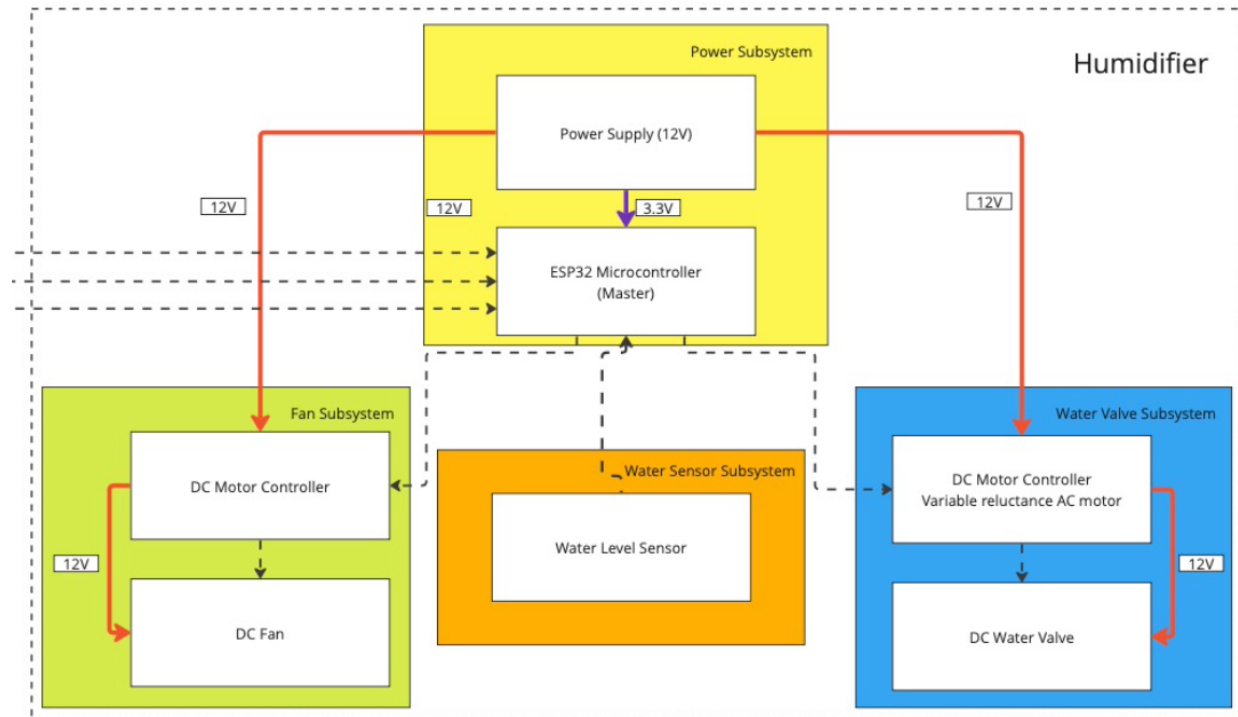 Power Subsystem
Humidifier
Power Supply (12V)
12V
12V
3.3V
12V
ESP32 Microcontroller
(Master)
Fan Subsystem
Water Valve Subsystem
Water Sensor Subsystem
DC Motor Controller
DC Motor Controller
Variable reluctance AC motor
Water Level Sensor
12V
12V
DC Fan
DC Water Valve